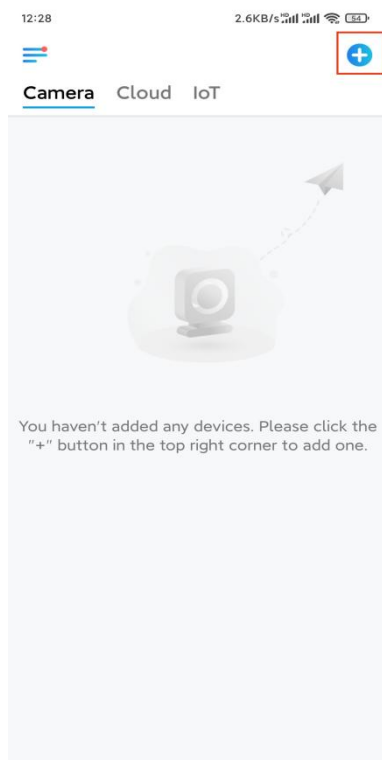 12:28
2.6KB/s
54
Camera Cloud IoT
You haven't added any devices. Please click the
"+" button in the top right corner to add one.